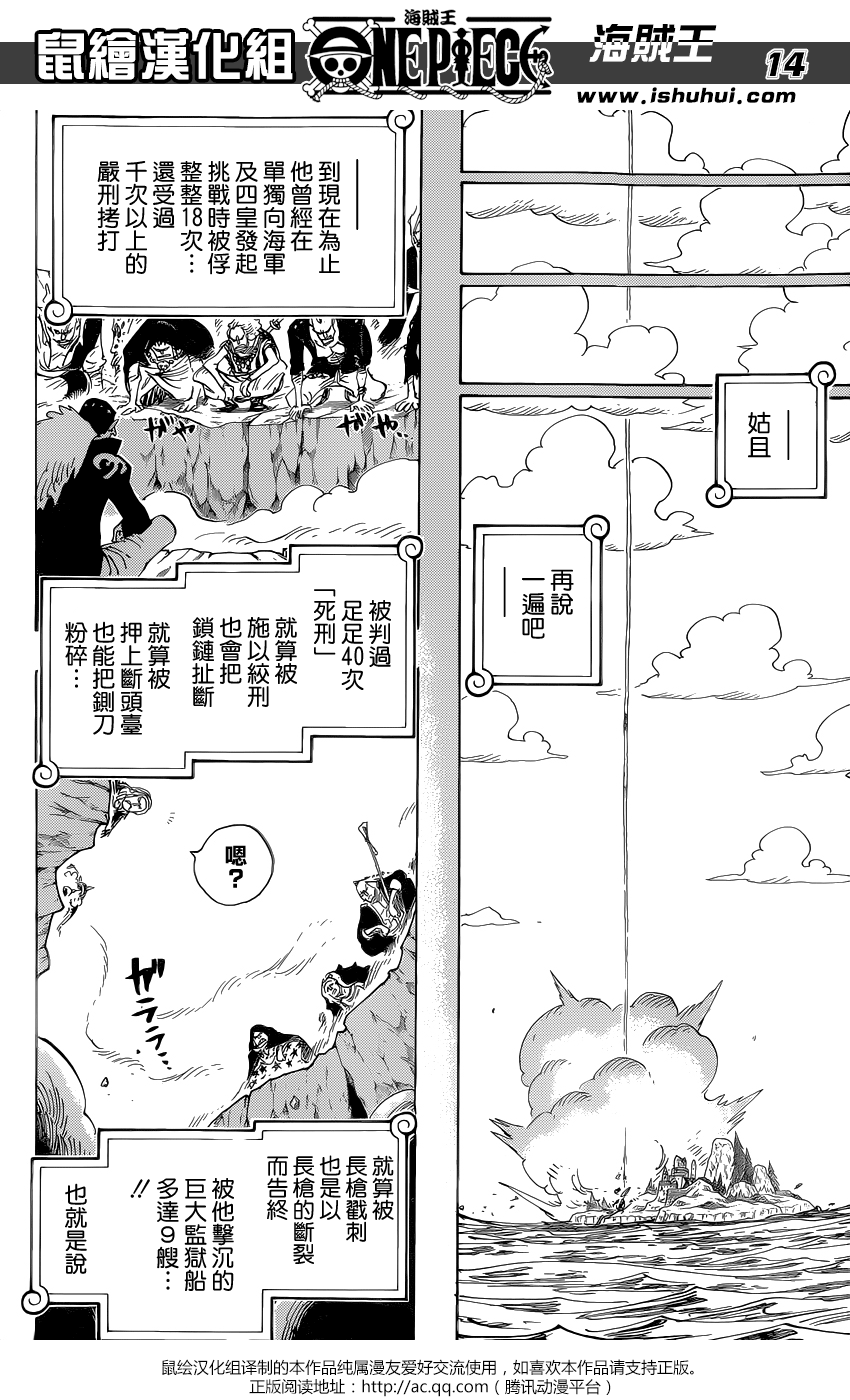 鼠繪漢化組
海賊王
ONE PIECE
海賊王
14
www.ishuhui.com
——
姑且
再說
一遍吧
——
——
到現在為止
他曾經在
單獨向海軍
及四皇發起
挑戰時被俘
整整18次…
還受過
千次以上的
嚴刑拷打
ザザ
ザ…
被判過
足足40次
「死刑」
就算被
施以絞刑
也會把
鎖鏈扯斷
就算被
押上斷頭臺
也能把鍘刀
粉碎…
嗯？
ザララ…
就算被
長槍戳刺
也是以
長槍的斷裂
而告終
被他擊沉的
巨大監獄船
多達9艘…
!!
也就是說
鼠绘汉化组译制的本作品纯属漫友爱好交流使用，如喜欢本作品请支持正版。
正版阅读地址：http://ac.qq.com（腾讯动漫平台）